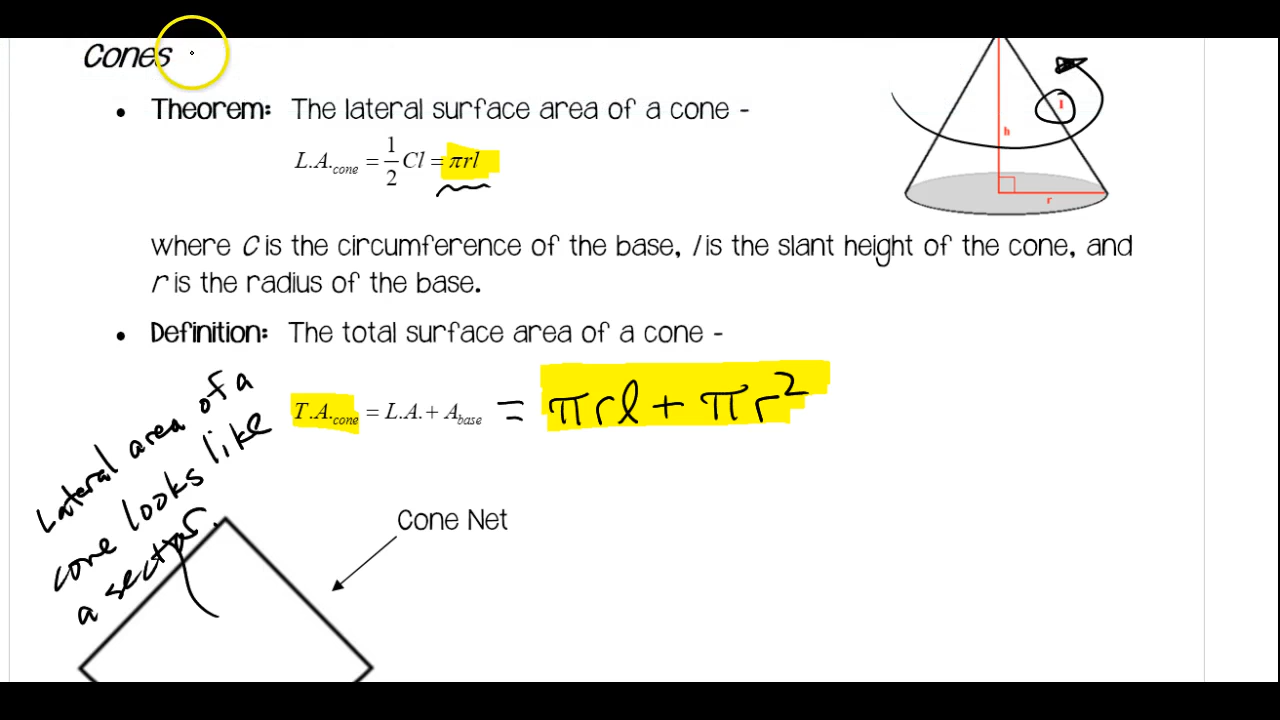 Cones
• Theorem: The lateral surface area of a cone -
L.A.cone = 1/2 Cl = πrl
where C is the circumference of the base, l is the slant height of the cone, and
r is the radius of the base.
• Definition: The total surface area of a cone -
T.A.cone = L.A. + Abase = πrl + πr²
Lateral area of a
cone looks like
a sector.
Cone Net
l
h
r